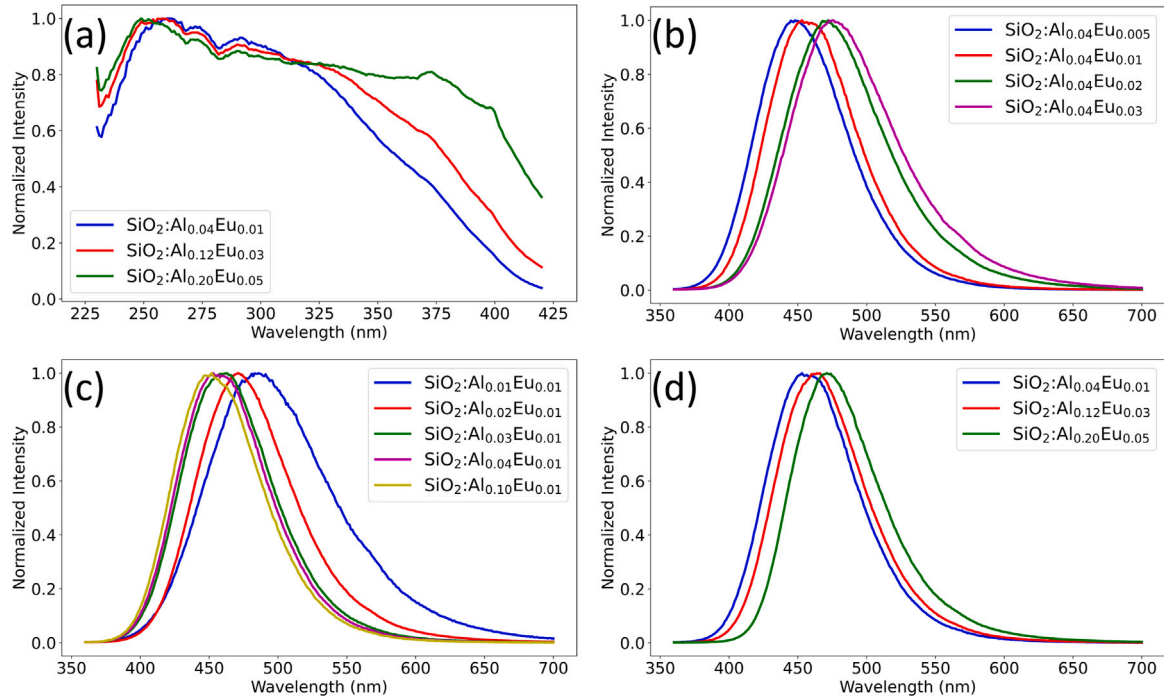 (a)
Normalized Intensity
1.0
0.8
0.6
0.4
0.2
0.0
SiO₂:Al₀.₀₄Eu₀.₀₁
SiO₂:Al₀.₁₂Eu₀.₀₃
SiO₂:Al₀.₂₀Eu₀.₀₅
225 250 275 300 325 350 375 400 425
Wavelength (nm)
(b)
Normalized Intensity
1.0
0.8
0.6
0.4
0.2
0.0
SiO₂:Al₀.₀₄Eu₀.₀₀₅
SiO₂:Al₀.₀₄Eu₀.₀₁
SiO₂:Al₀.₀₄Eu₀.₀₂
SiO₂:Al₀.₀₄Eu₀.₀₃
350 400 450 500 550 600 650 700
Wavelength (nm)
(c)
Normalized Intensity
1.0
0.8
0.6
0.4
0.2
0.0
SiO₂:Al₀.₀₁Eu₀.₀₁
SiO₂:Al₀.₀₂Eu₀.₀₁
SiO₂:Al₀.₀₃Eu₀.₀₁
SiO₂:Al₀.₀₄Eu₀.₀₁
SiO₂:Al₀.₁₀Eu₀.₀₁
350 400 450 500 550 600 650 700
Wavelength (nm)
(d)
Normalized Intensity
1.0
0.8
0.6
0.4
0.2
0.0
SiO₂:Al₀.₀₄Eu₀.₀₁
SiO₂:Al₀.₁₂Eu₀.₀₃
SiO₂:Al₀.₂₀Eu₀.₀₅
350 400 450 500 550 600 650 700
Wavelength (nm)